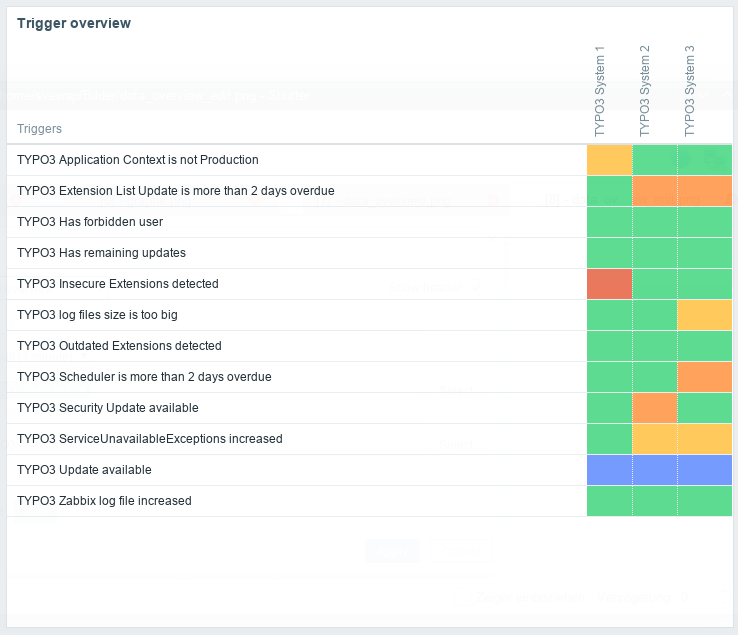 Trigger overview
TYPO3 System 1
TYPO3 System 2
TYPO3 System 3
Triggers
TYPO3 Application Context is not Production
TYPO3 Extension List Update is more than 2 days overdue
TYPO3 Has forbidden user
TYPO3 Has remaining updates
TYPO3 Insecure Extensions detected
TYPO3 log files size is too big
TYPO3 Outdated Extensions detected
TYPO3 Scheduler is more than 2 days overdue
TYPO3 Security Update available
TYPO3 ServiceUnavailableExceptions increased
TYPO3 Update available
TYPO3 Zabbix log file increased